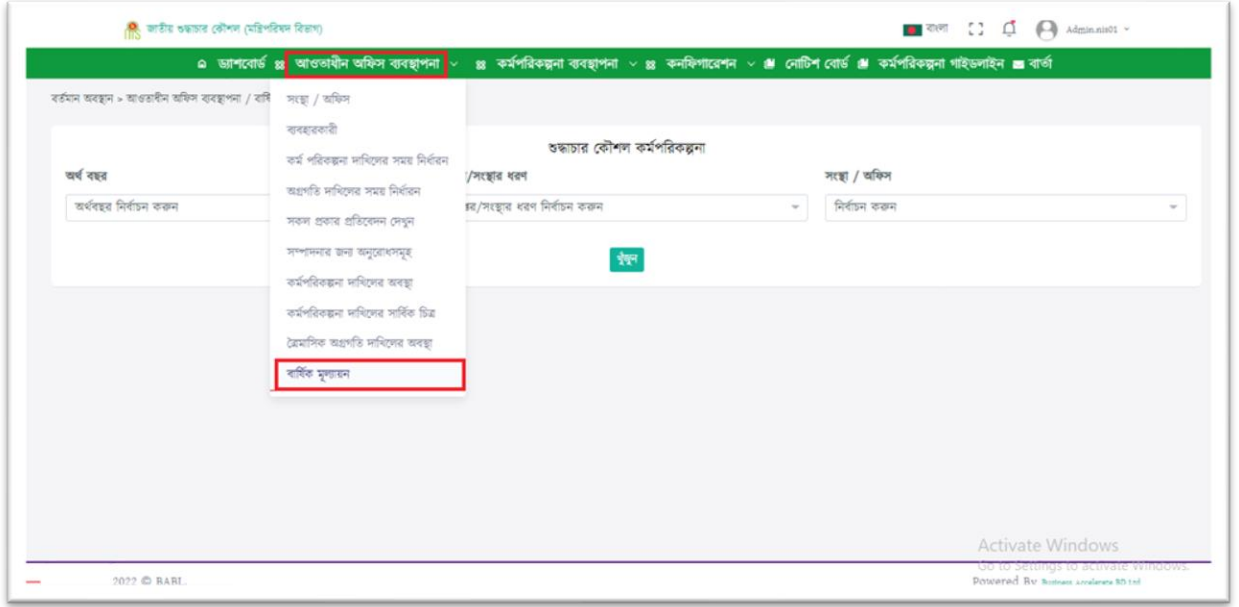 জাতীয় শুদ্ধাচার কৌশল (মন্ত্রিপরিষদ বিভাগ)
বাংলা Admin.nis01
ড্যাশবোর্ড আওতাধীন অফিস ব্যবস্থাপনা কর্মপরিকল্পনা ব্যবস্থাপনা কনফিগারেশন নোটিশ বোর্ড কর্মপরিকল্পনা গাইডলাইন বার্তা
বর্তমান অবস্থান > আওতাধীন অফিস ব্যবস্থাপনা /
সংস্থা / অফিস
ব্যবহারকারী
কর্ম পরিকল্পনা দাখিলের সময় নির্ধারন
অগ্রগতি দাখিলের সময় নির্ধারন
সকল প্রকার প্রতিবেদন দেখুন
সম্পাদনার জন্য অনুরোধসমূহ
কর্মপরিকল্পনা দাখিলের অবস্থা
কর্মপরিকল্পনা দাখিলের সার্বিক চিত্র
ত্রৈমাসিক অগ্রগতি দাখিলের অবস্থা
বার্ষিক মূল্যায়ন
শুদ্ধাচার কৌশল কর্মপরিকল্পনা
অর্থ বছর
/সংস্থার ধরণ
সংস্থা / অফিস
অর্থবছর নির্বাচন করুন
/সংস্থার ধরণ নির্বাচন করুন
নির্বাচন করুন
খুঁজুন
Activate Windows
Go to Settings to activate Windows.
2022 © BABL.
Powered By Business Accelerate BD Ltd